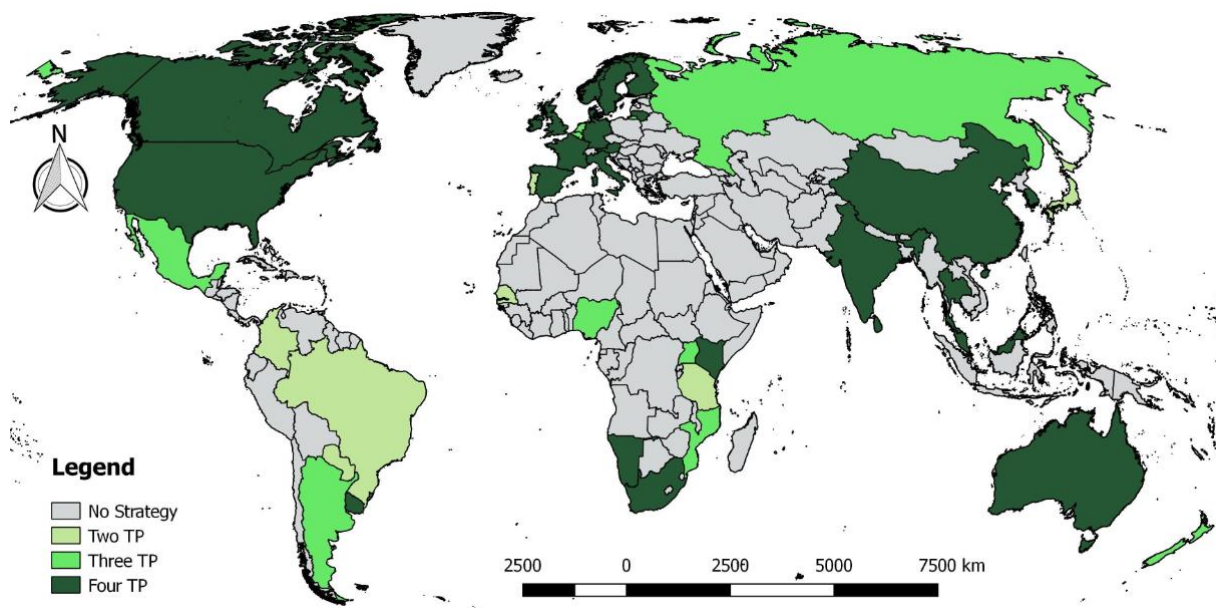 N
Legend
No Strategy
Two TP
Three TP
Four TP
2500 0 2500 5000 7500 km